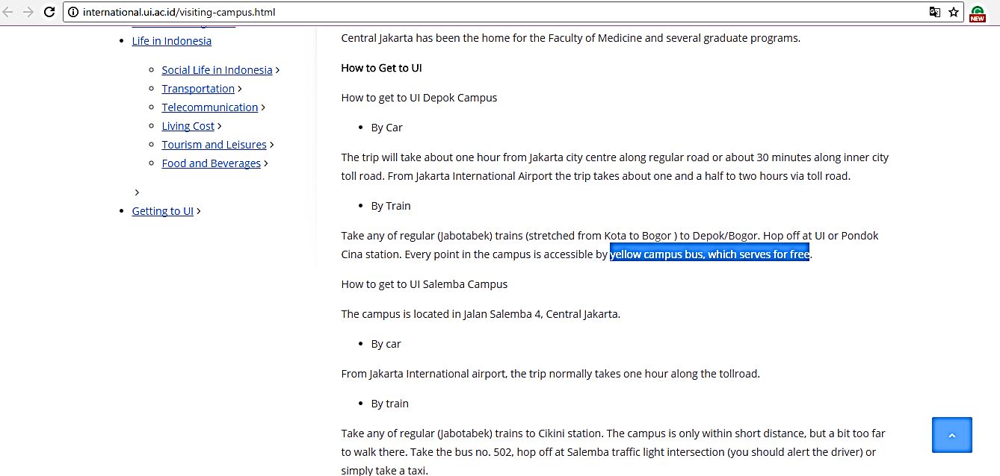 international.ui.ac.id/visiting-campus.html
NEW
Life in Indonesia
Social Life in Indonesia
Transportation
Telecommunication
Living Cost
Tourism and Leisures
Food and Beverages
Getting to UI
Central Jakarta has been the home for the Faculty of Medicine and several graduate programs.
How to Get to UI
How to get to UI Depok Campus
By Car
The trip will take about one hour from Jakarta city centre along regular road or about 30 minutes along inner city
toll road. From Jakarta International Airport the trip takes about one and a half to two hours via toll road.
By Train
Take any of regular (Jabotabek) trains (stretched from Kota to Bogor ) to Depok/Bogor. Hop off at UI or Pondok
Cina station. Every point in the campus is accessible by yellow campus bus, which serves for free.
How to get to UI Salemba Campus
The campus is located in Jalan Salemba 4, Central Jakarta.
By car
From Jakarta International airport, the trip normally takes one hour along the tollroad.
By train
Take any of regular (Jabotabek) trains to Cikini station. The campus is only within short distance, but a bit too far
to walk there. Take the bus no. 502, hop off at Salemba traffic light intersection (you should alert the driver) or
simply take a taxi.